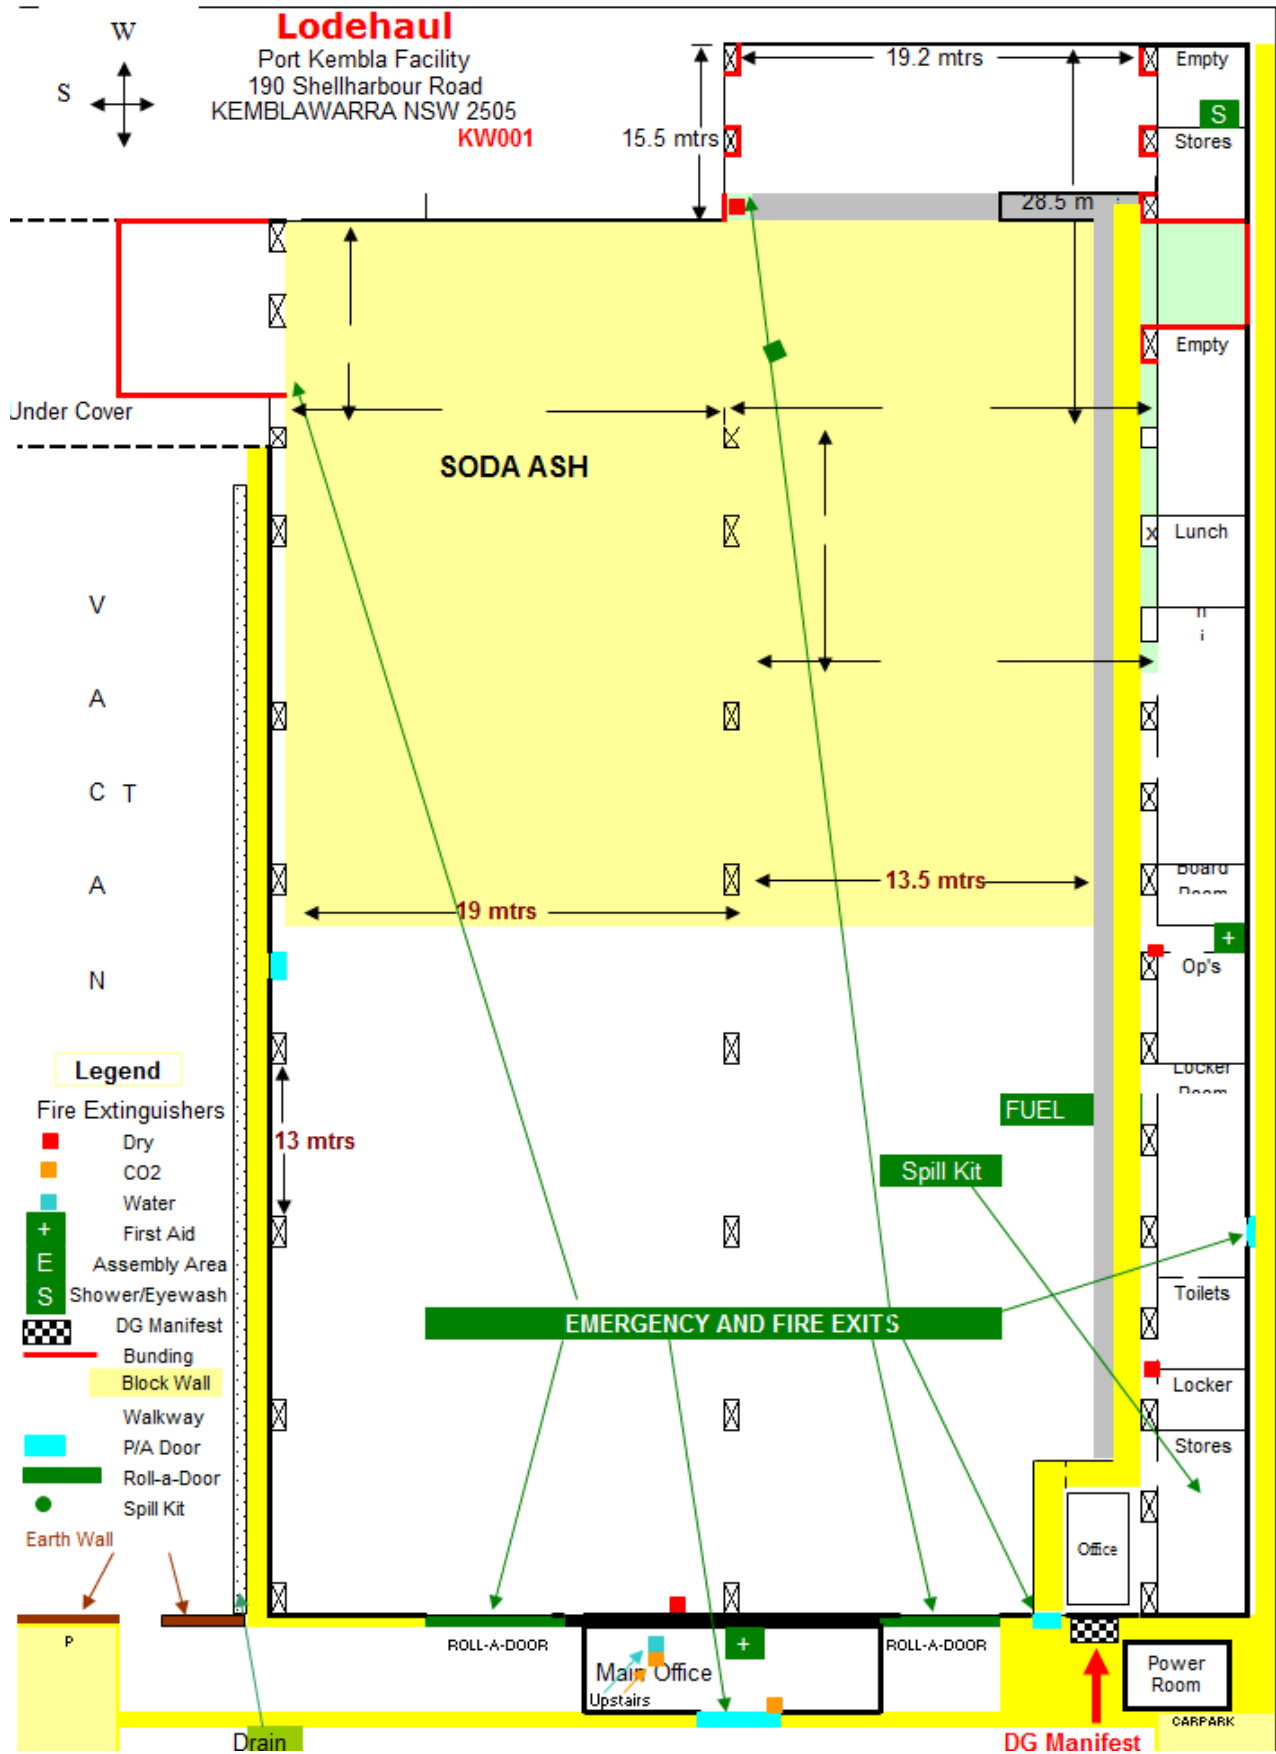 Lodehaul
Port Kembla Facility
190 Shellharbour Road
KEMBLAWARRA NSW 2505
KW001
W
S
15.5 mtrs
19.2 mtrs
28.5 m
Empty
S
Stores
Empty
Under Cover
SODA ASH
Lunch
x
n
i
V
A
C T
A
N
13.5 mtrs
19 mtrs
Board
Room
+
Op's
Locker
Room
13 mtrs
FUEL
Spill Kit
EMERGENCY AND FIRE EXITS
Toilets
Locker
Stores
Office
Legend
Fire Extinguishers
Dry
CO2
Water
+ First Aid
E Assembly Area
S Shower/Eyewash
DG Manifest
Bunding
Block Wall
Walkway
P/A Door
Roll-a-Door
Spill Kit
Earth Wall
P
ROLL-A-DOOR
+
ROLL-A-DOOR
Main Office
Upstairs
Power
Room
CARPARK
Drain
DG Manifest